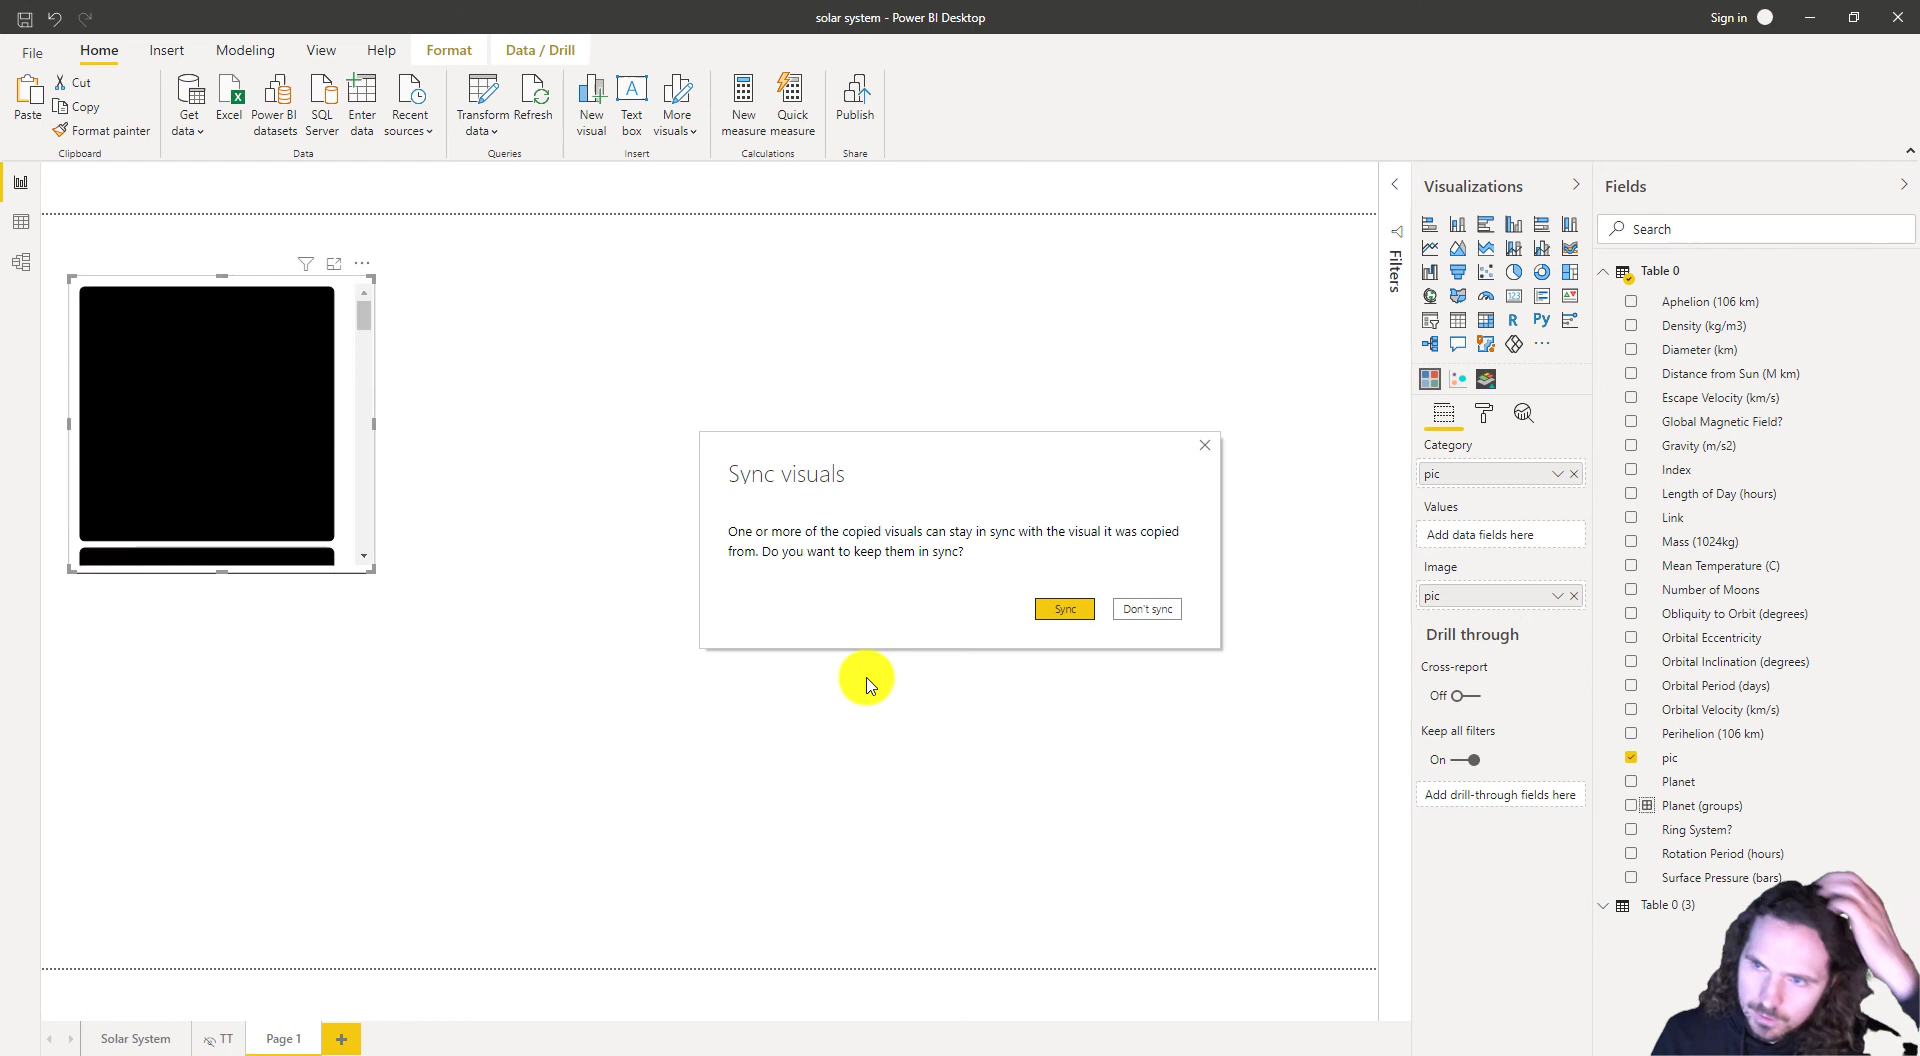 solar system - Power BI Desktop
Sign in
File
Home
Insert
Modeling
View
Help
Format
Data / Drill
Paste
Cut
Copy
Format painter
Clipboard
Get data
Excel
Power BI datasets
SQL Server
Enter data
Recent sources
Data
Transform data
Refresh
Queries
New visual
Text box
More visuals
Insert
New measure
Quick measure
Calculations
Publish
Share
Filters
Sync visuals
One or more of the copied visuals can stay in sync with the visual it was copied
from. Do you want to keep them in sync?
Sync
Don't sync
Visualizations
R
Py
Category
pic
Values
Add data fields here
Image
pic
Drill through
Cross-report
Off
Keep all filters
On
Add drill-through fields here
Fields
Search
Table 0
Aphelion (106 km)
Density (kg/m3)
Diameter (km)
Distance from Sun (M km)
Escape Velocity (km/s)
Global Magnetic Field?
Gravity (m/s2)
Index
Length of Day (hours)
Link
Mass (1024kg)
Mean Temperature (C)
Number of Moons
Obliquity to Orbit (degrees)
Orbital Eccentricity
Orbital Inclination (degrees)
Orbital Period (days)
Orbital Velocity (km/s)
Perihelion (106 km)
pic
Planet
Planet (groups)
Ring System?
Rotation Period (hours)
Surface Pressure (bars)
Table 0 (3)
Solar System
TT
Page 1